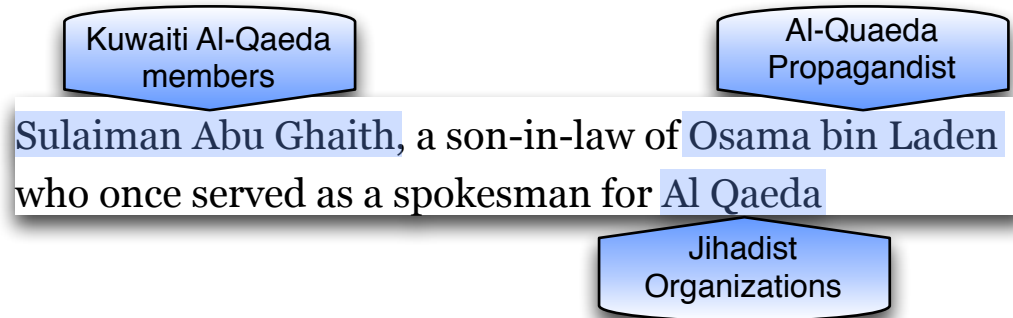 Kuwaiti Al-Qaeda
members
Al-Quaeda
Propagandist
Sulaiman Abu Ghaith, a son-in-law of Osama bin Laden
who once served as a spokesman for Al Qaeda
Jihadist
Organizations